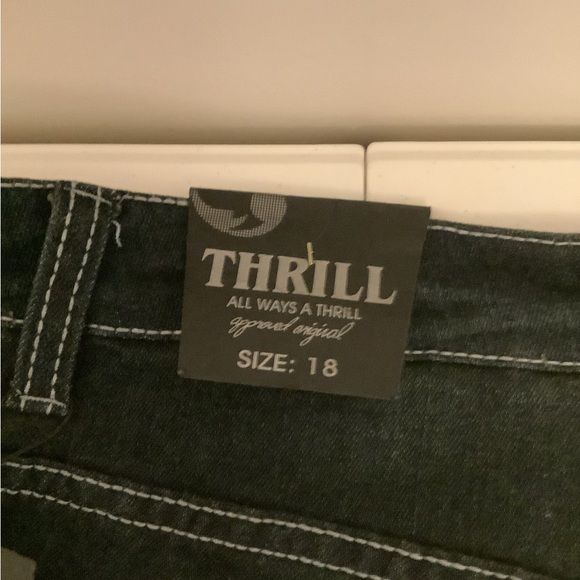 THRILL
ALL WAYS A THRILL
approved original
SIZE: 18